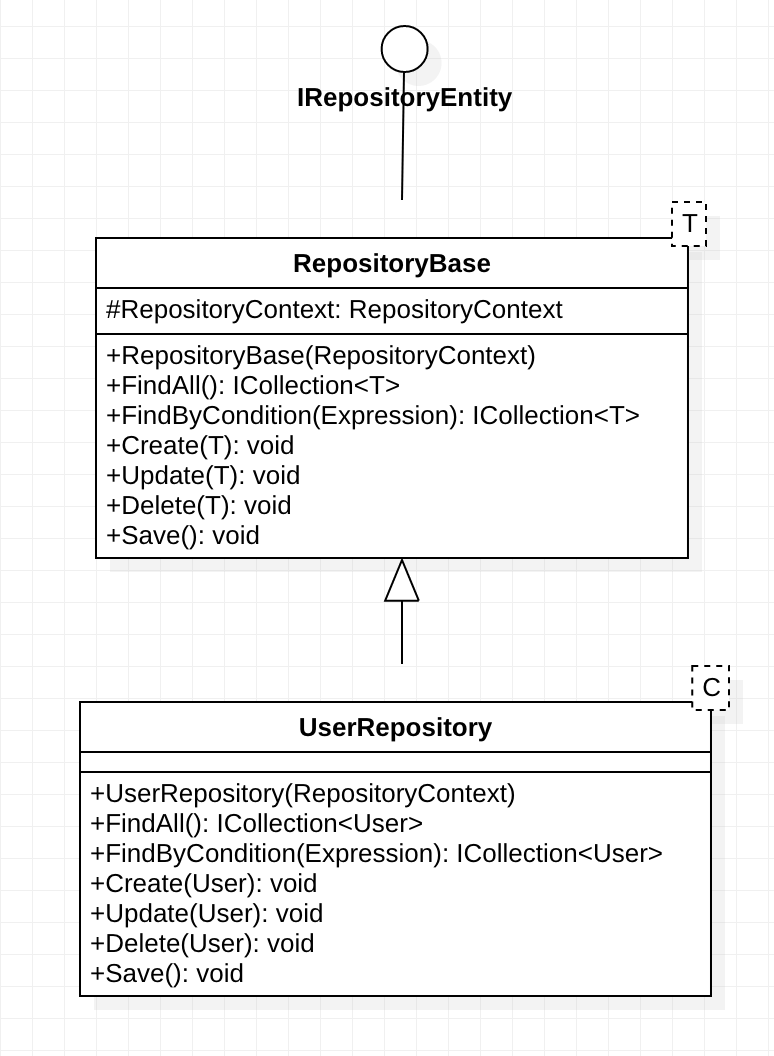 IRepositoryEntity
T
RepositoryBase
#RepositoryContext: RepositoryContext
+RepositoryBase(RepositoryContext)
+FindAll(): ICollection<T>
+FindByCondition(Expression): ICollection<T>
+Create(T): void
+Update(T): void
+Delete(T): void
+Save(): void
C
UserRepository
+UserRepository(RepositoryContext)
+FindAll(): ICollection<User>
+FindByCondition(Expression): ICollection<User>
+Create(User): void
+Update(User): void
+Delete(User): void
+Save(): void